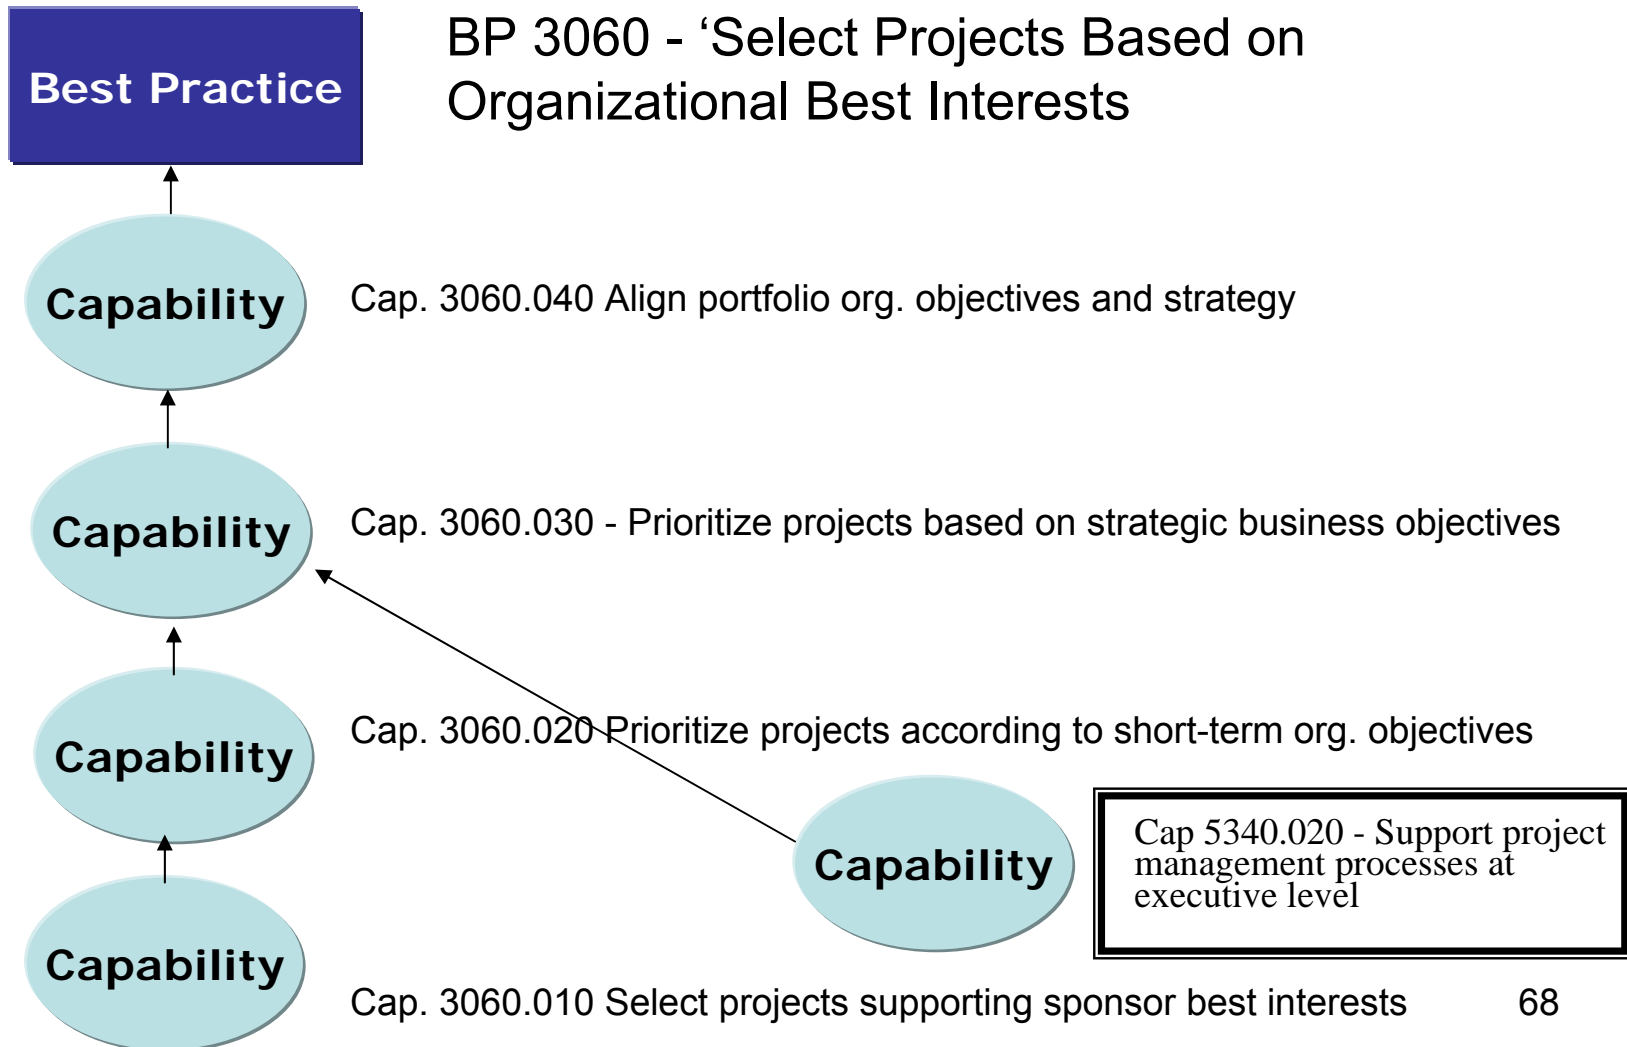 BP 3060 - ‘Select Projects Based on
Organizational Best Interests
Best Practice
Capability
Cap. 3060.040 Align portfolio org. objectives and strategy
Capability
Cap. 3060.030 - Prioritize projects based on strategic business objectives
Capability
Cap. 3060.020 Prioritize projects according to short-term org. objectives
Capability
Cap 5340.020 - Support project
management processes at
executive level
Capability
Cap. 3060.010 Select projects supporting sponsor best interests
68